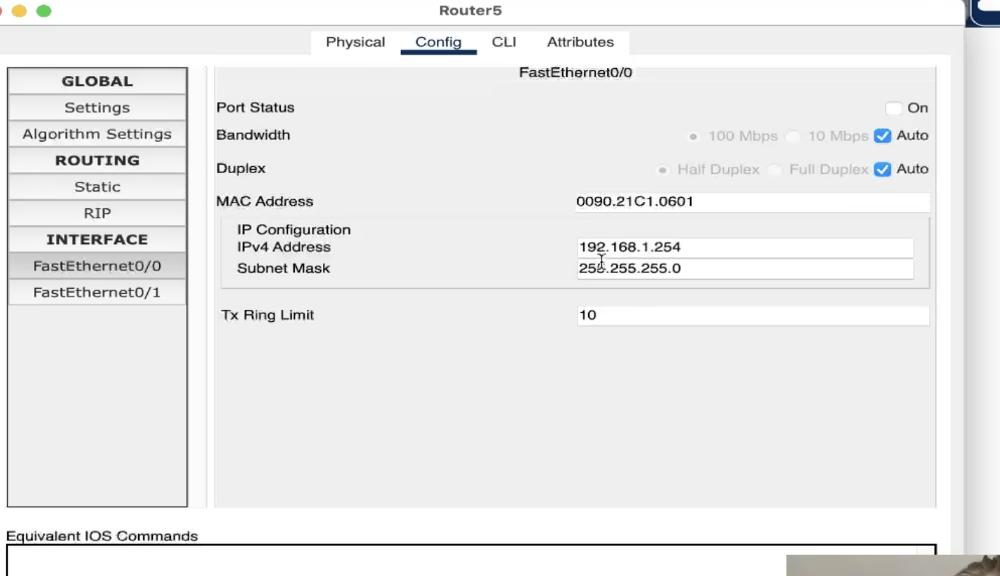 Router5
Physical Config CLI Attributes
GLOBAL
Settings
Algorithm Settings
ROUTING
Static
RIP
INTERFACE
FastEthernet0/0
FastEthernet0/1
FastEthernet0/0
Port Status On
Bandwidth 100 Mbps 10 Mbps Auto
Duplex Half Duplex Full Duplex Auto
MAC Address 0090.21C1.0601
IP Configuration
IPv4 Address 192.168.1.254
Subnet Mask 255.255.255.0
Tx Ring Limit 10
Equivalent IOS Commands